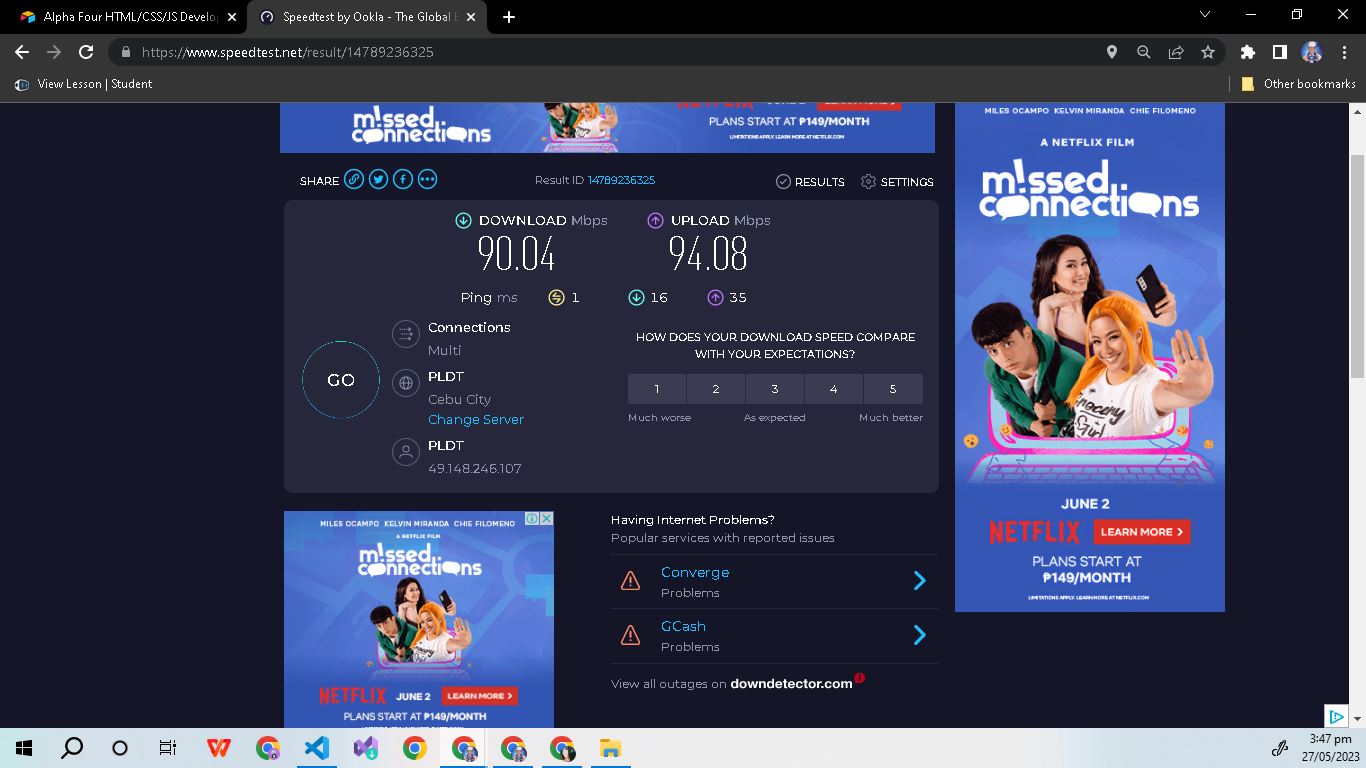 Alpha Four HTML/CSS/JS Develop
Speedtest by Ookla - The Global B
https://www.speedtest.net/result/14789236325
View Lesson | Student
Other bookmarks
m!ssed
connections
NETFLIX
PLANS START AT ₱149/MONTH
LIMITATIONS APPLY. LEARN MORE AT NETFLIX.COM
SHARE
Result ID 14789236325
RESULTS
SETTINGS
DOWNLOAD Mbps
UPLOAD Mbps
90.04
94.08
Ping ms
1
16
35
GO
Connections
Multi
PLDT
Cebu City
Change Server
PLDT
49.148.246.107
HOW DOES YOUR DOWNLOAD SPEED COMPARE
WITH YOUR EXPECTATIONS?
1 2 3 4 5
Much worse
As expected
Much better
MILES OCAMPO KELVIN MIRANDA CHIE FILOMENO
A NETFLIX FILM
m!ssed
connections
NETFLIX
JUNE 2
LEARN MORE >
PLANS START AT ₱149/MONTH
Having Internet Problems?
Popular services with reported issues
Converge
Problems
GCash
Problems
View all outages on downdetector.com
MILES OCAMPO KELVIN MIRANDA CHIE FILOMENO
A NETFLIX FILM
m!ssed
connections
Grocery
Girl
JUNE 2
NETFLIX
LEARN MORE >
PLANS START AT
₱149/MONTH
LIMITATIONS APPLY. LEARN MORE AT NETFLIX.COM
3:47 pm
27/05/2023